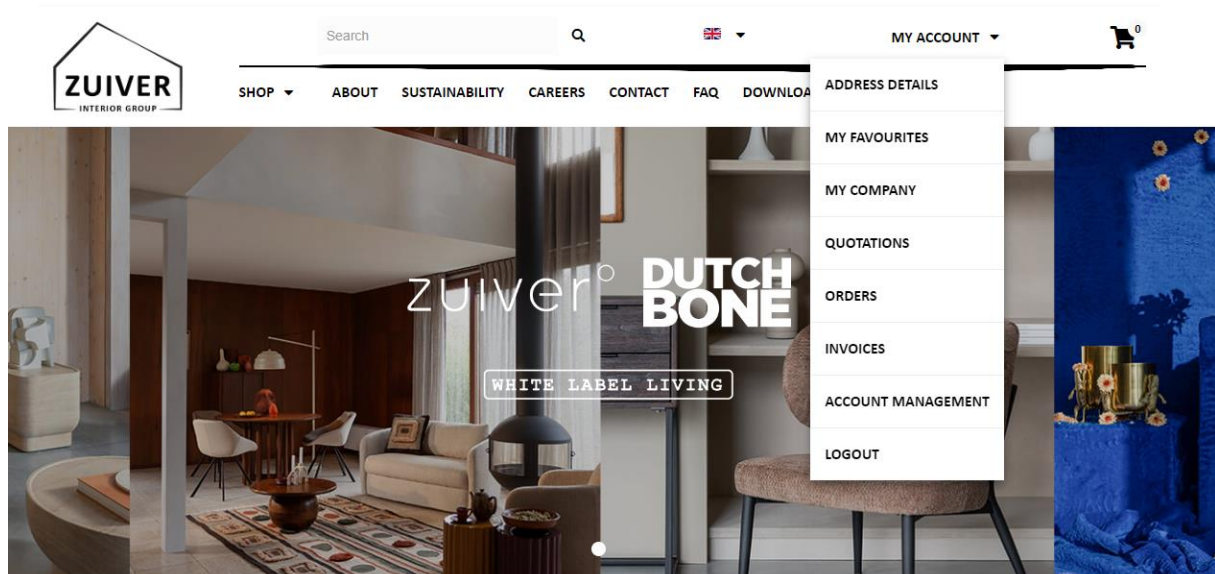 Search
MY ACCOUNT
0
ZUIVER
INTERIOR GROUP
SHOP
ABOUT
SUSTAINABILITY
CAREERS
CONTACT
FAQ
DOWNLOA
ADDRESS DETAILS
MY FAVOURITES
MY COMPANY
QUOTATIONS
ORDERS
INVOICES
ACCOUNT MANAGEMENT
LOGOUT
zuiver°
DUTCH
BONE
WHITE LABEL LIVING